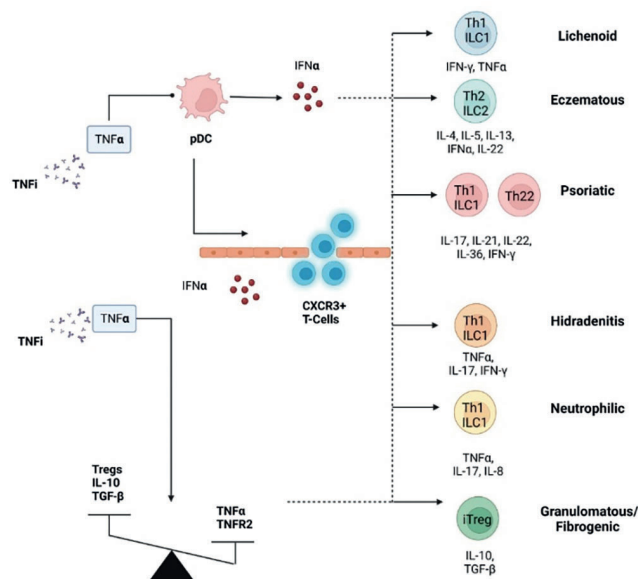 IFNα
pDC
TNFα
TNFi
IFNα
CXCR3+
T-Cells
TNFα
TNFi
Tregs
IL-10
TGF-β
TNFα
TNFR2
Th1
ILC1
Lichenoid
IFN-γ, TNFα
Th2
ILC2
Eczematous
IL-4, IL-5, IL-13,
IFNα, IL-22
Th1
ILC1
Th22
Psoriatic
IL-17, IL-21, IL-22,
IL-36, IFN-γ
Th1
ILC1
Hidradenitis
TNFα,
IL-17, IFN-γ
Th1
ILC1
Neutrophilic
TNFα,
IL-17, IL-8
iTreg
Granulomatous/
Fibrogenic
IL-10,
TGF-β